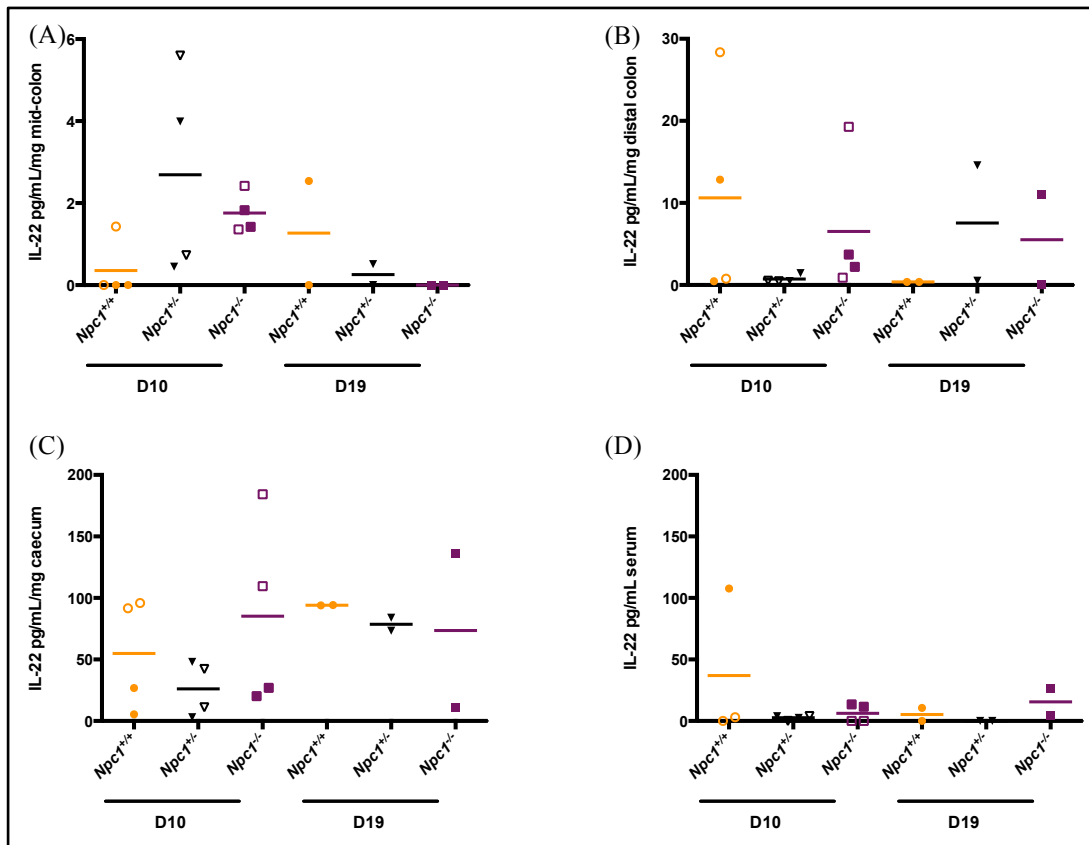 (A)
IL-22 pg/mL/mg mid-colon
6
4
2
0
Npc1+/+
Npc1+/-
Npc1-/-
Npc1+/+
Npc1+/-
Npc1-/-
D10
D19
(B)
IL-22 pg/mL/mg distal colon
30
20
10
0
Npc1+/+
Npc1+/-
Npc1-/-
Npc1+/+
Npc1+/-
Npc1-/-
D10
D19
(C)
IL-22 pg/mL/mg caecum
200
150
100
50
0
Npc1+/+
Npc1+/-
Npc1-/-
Npc1+/+
Npc1+/-
Npc1-/-
D10
D19
(D)
IL-22 pg/mL serum
200
150
100
50
0
Npc1+/+
Npc1+/-
Npc1-/-
Npc1+/+
Npc1+/-
Npc1-/-
D10
D19